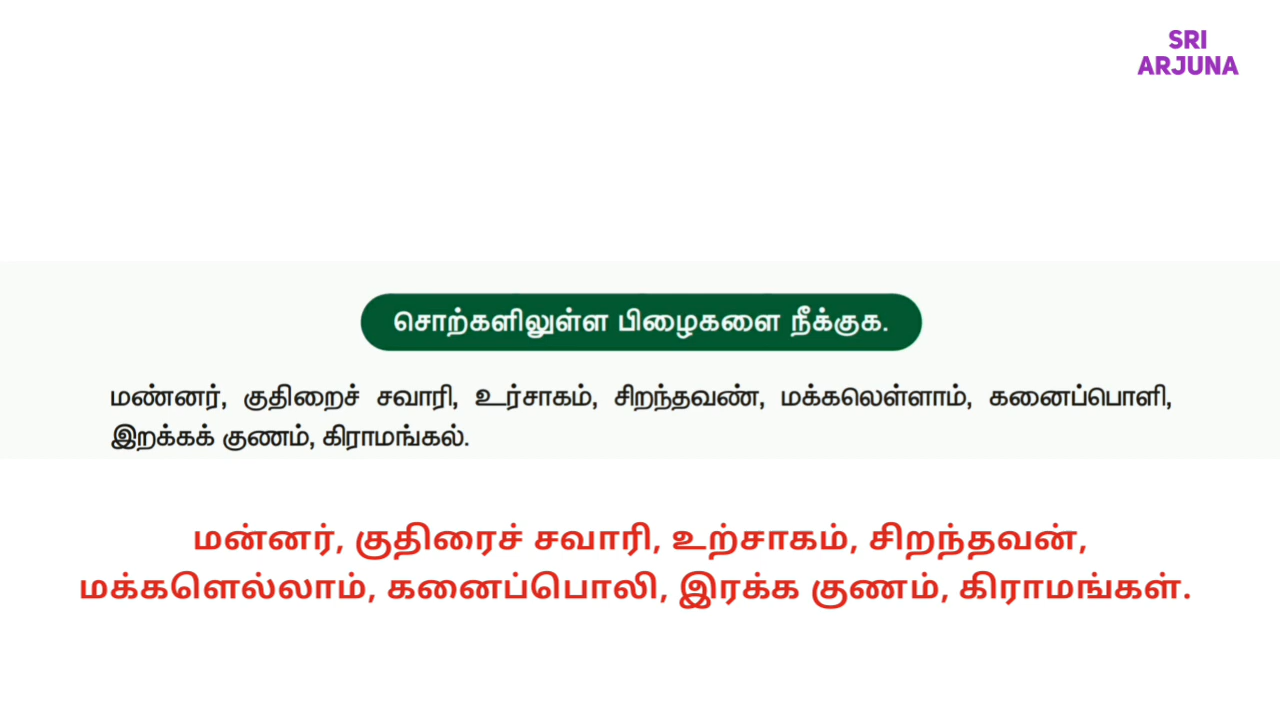 SRI
ARJUNA
சொற்களிலுள்ள பிழைகளை நீக்குக.
மண்னர், குதிறைச் சவாரி, உர்சாகம், சிறந்தவண், மக்கலெள்ளாம், கனைப்பொளி,
இறக்கக் குணம், கிராமங்கல்.
மன்னர், குதிரைச் சவாரி, உற்சாகம், சிறந்தவன்,
மக்களெல்லாம், கனைப்பொலி, இரக்க குணம், கிராமங்கள்.